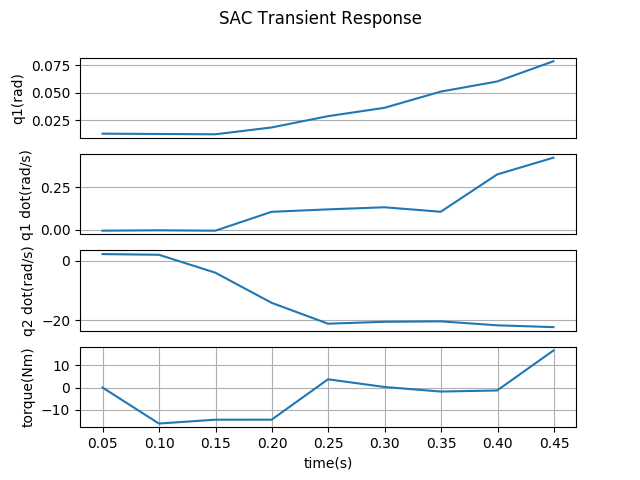 SAC Transient Response
q1(rad)
0.075
0.050
0.025
q1 dot(rad/s)
0.25
0.00
q2 dot(rad/s)
0
−20
torque(Nm)
10
0
−10
0.05 0.10 0.15 0.20 0.25 0.30 0.35 0.40 0.45
time(s)